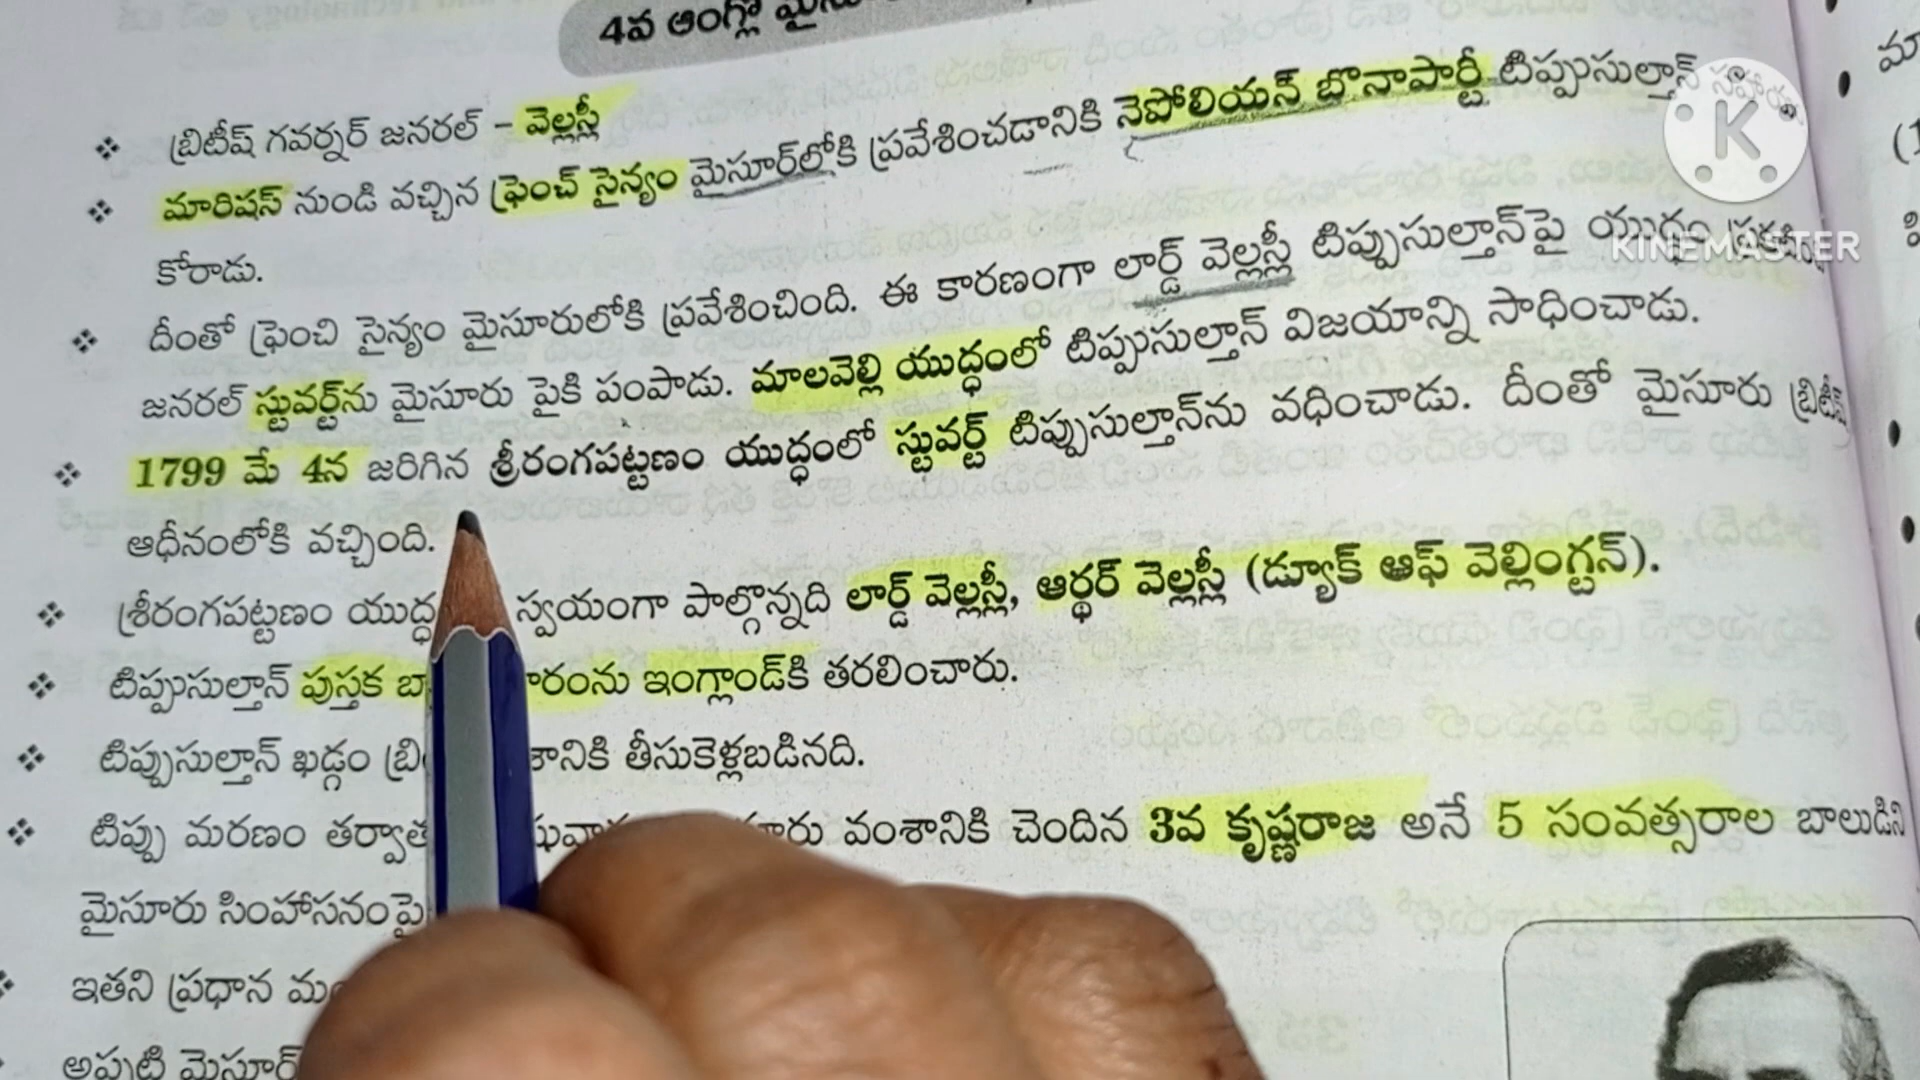 4వ ఆంగ్లో
బ్రిటీష్ గవర్నర్ జనరల్ – వెల్లస్లీ
మారిషస్ నుండి వచ్చిన ఫ్రెంచ్ సైన్యం మైసూర్‌లోకి ప్రవేశించడానికి నెపోలియన్ బొనాపార్టీ టిప్పుసుల్తాన్
కోరాడు.
దీంతో ఫ్రెంచి సైన్యం మైసూరులోకి ప్రవేశించింది. ఈ కారణంగా లార్డ్ వెల్లస్లీ టిప్పుసుల్తాన్‌పై యుద్ధం
జనరల్ స్టువర్ట్‌ను మైసూరు పైకి పంపాడు. మాలవెల్లి యుద్ధంలో టిప్పుసుల్తాన్ విజయాన్ని సాధించాడు.
1799 మే 4న జరిగిన శ్రీరంగపట్టణం యుద్ధంలో స్టువర్ట్ టిప్పుసుల్తాన్‌ను వధించాడు. దీంతో మైసూరు
ఆధీనంలోకి వచ్చింది.
శ్రీరంగపట్టణం స్వయంగా పాల్గొన్నది లార్డ్ వెల్లస్లీ, ఆర్థర్ వెల్లస్లీ (డ్యూక్ ఆఫ్ వెల్లింగ్టన్).
టిప్పుసుల్తాన్ పుస్తక ఇంగ్లాండ్‌కి తరలించారు.
టిప్పుసుల్తాన్ ఖడ్గం తీసుకెళ్లబడినది.
టిప్పు మరణం వంశానికి చెందిన 3వ కృష్ణరాజ అనే 5 సంవత్సరాల బాలుడిని
మైసూరు సింహాసనంపై
ఇతని ప్రధాన
అప్పటి
K
KINEMASTER